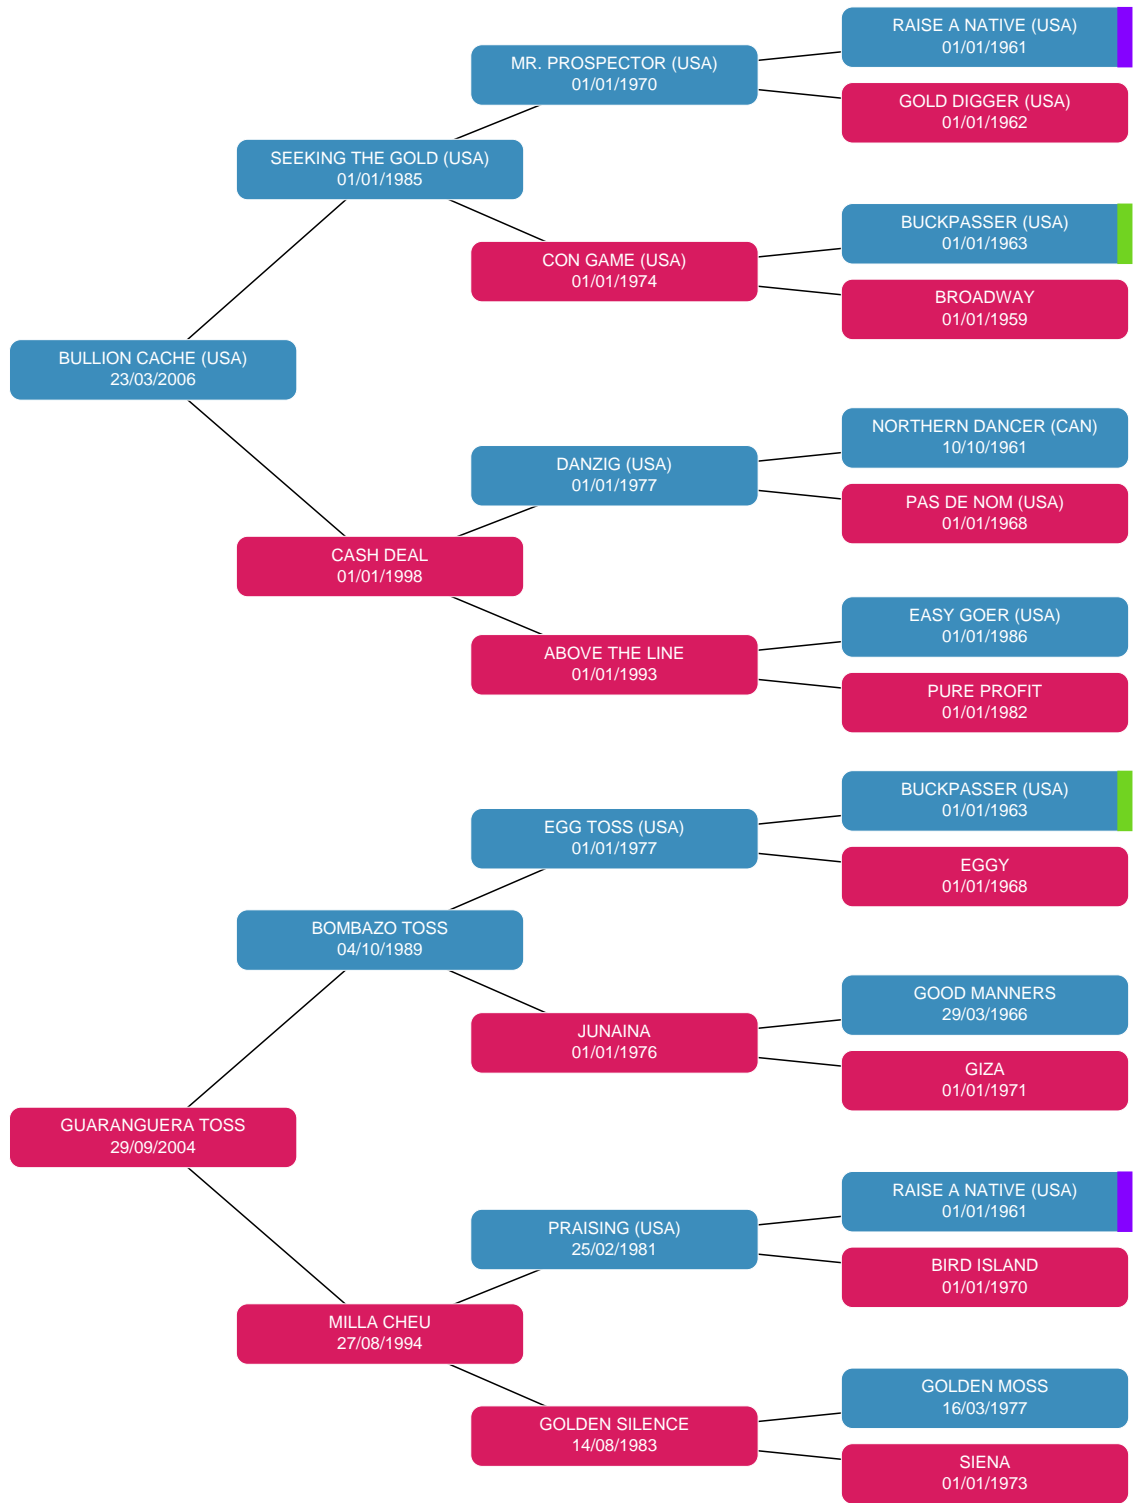 RAISE A NATIVE (USA)
01/01/1961
MR. PROSPECTOR (USA)
01/01/1970
GOLD DIGGER (USA)
01/01/1962
SEEKING THE GOLD (USA)
01/01/1985
BUCKPASSER (USA)
01/01/1963
CON GAME (USA)
01/01/1974
BROADWAY
01/01/1959
BULLION CACHE (USA)
23/03/2006
NORTHERN DANCER (CAN)
10/10/1961
DANZIG (USA)
01/01/1977
PAS DE NOM (USA)
01/01/1968
CASH DEAL
01/01/1998
EASY GOER (USA)
01/01/1986
ABOVE THE LINE
01/01/1993
PURE PROFIT
01/01/1982
BUCKPASSER (USA)
01/01/1963
EGG TOSS (USA)
01/01/1977
EGGY
01/01/1968
BOMBAZO TOSS
04/10/1989
GOOD MANNERS
29/03/1966
JUNAINA
01/01/1976
GIZA
01/01/1971
GUARANGUERA TOSS
29/09/2004
RAISE A NATIVE (USA)
01/01/1961
PRAISING (USA)
25/02/1981
BIRD ISLAND
01/01/1970
MILLA CHEU
27/08/1994
GOLDEN MOSS
16/03/1977
GOLDEN SILENCE
14/08/1983
SIENA
01/01/1973